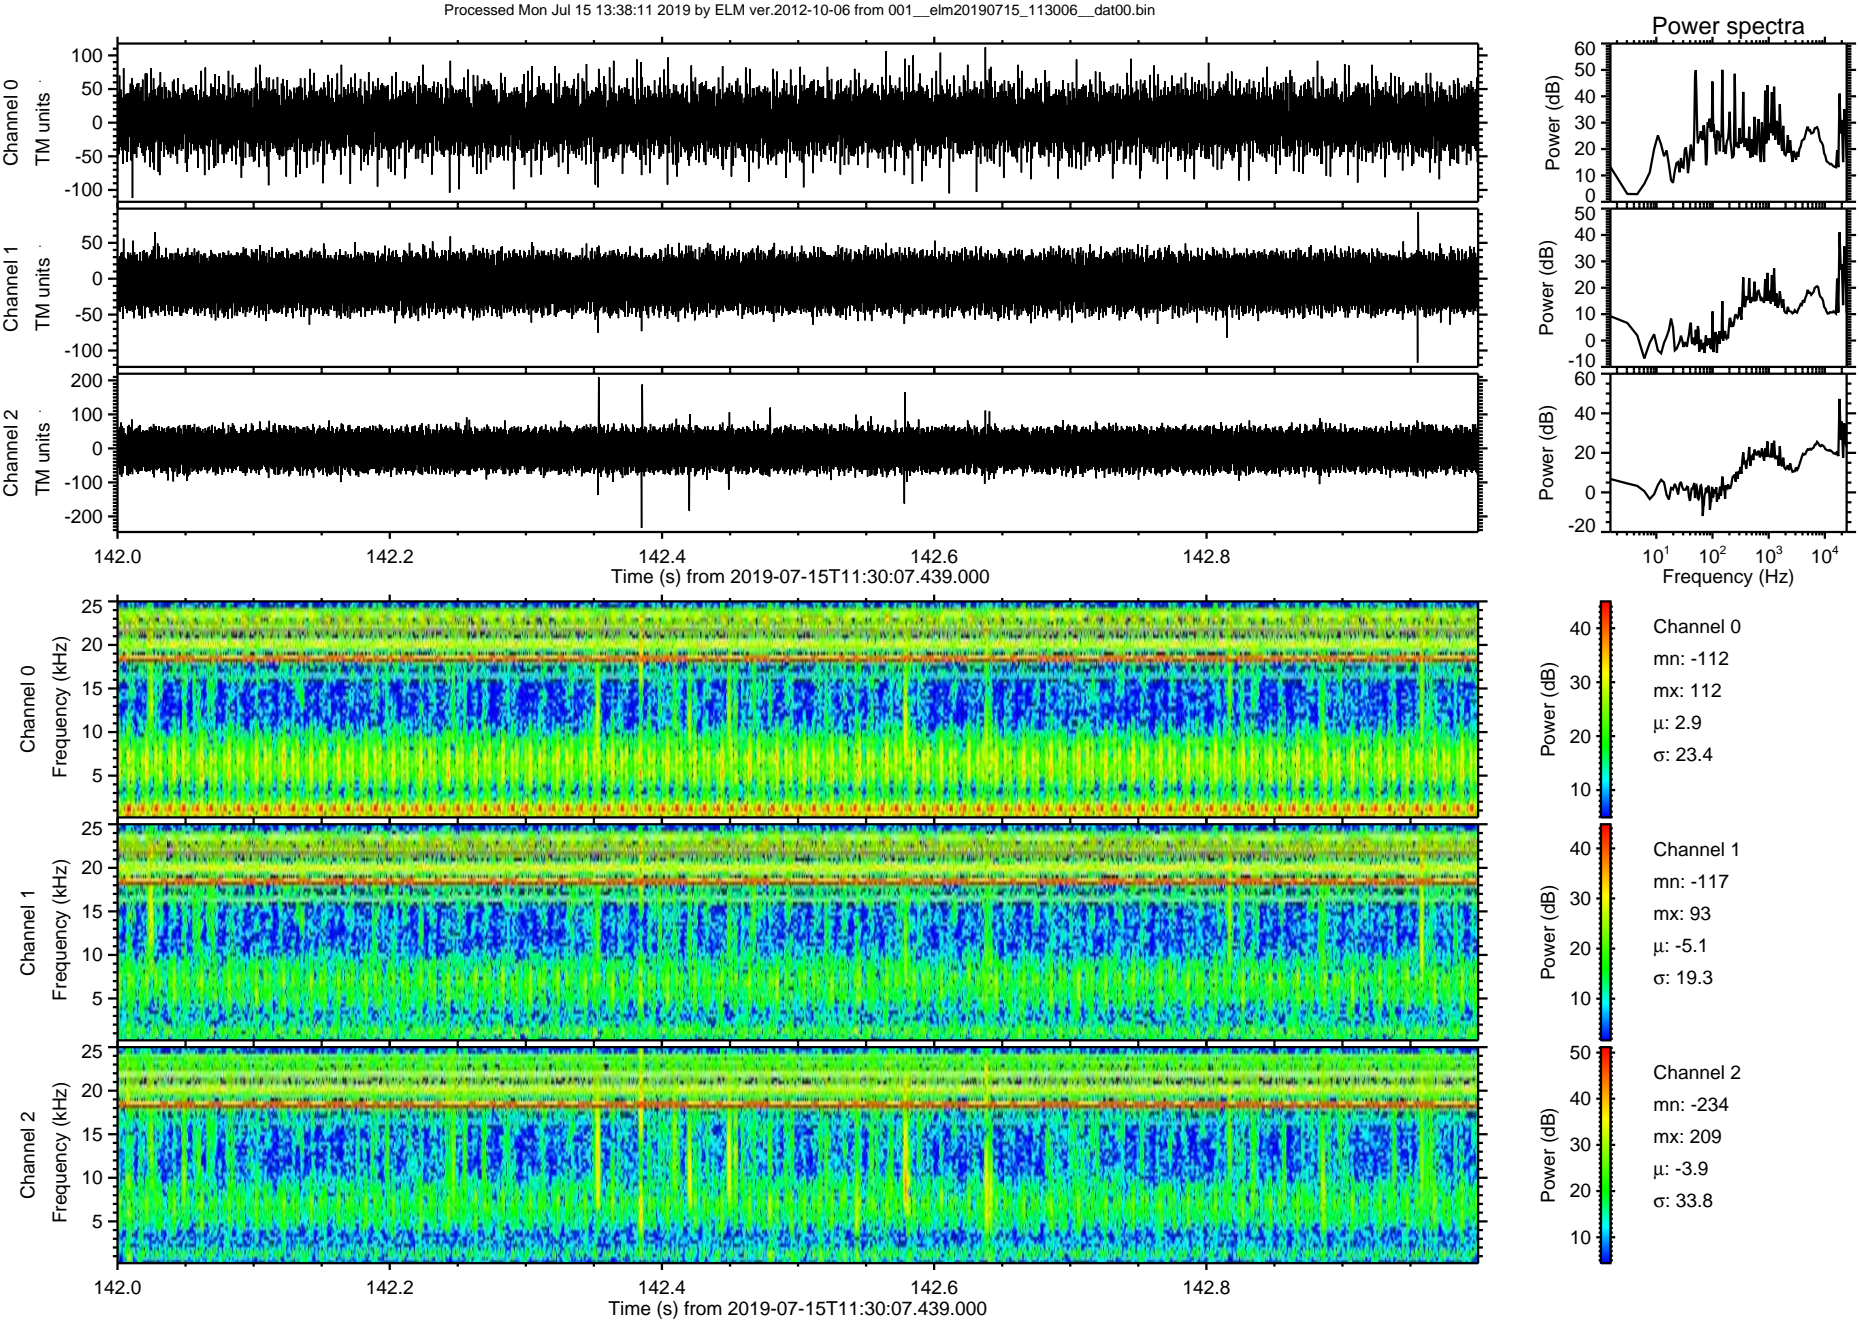 Processed Mon Jul 15 13:38:11 2019 by ELM ver.2012-10-06 from 001__elm20190715_113006__dat00.bin
Power spectra
Channel 0
TM units
100
50
0
-50
-100
Power (dB)
60
50
40
30
20
10
0
Channel 1
TM units
50
0
-50
-100
Power (dB)
50
40
30
20
10
0
-10
Channel 2
TM units
200
100
0
-100
-200
Power (dB)
60
40
20
0
-20
142.0 142.2 142.4 142.6 142.8
Time (s) from 2019-07-15T11:30:07.439.000
10¹ 10² 10³ 10⁴
Frequency (Hz)
Channel 0
Frequency (kHz)
25
20
15
10
5
Power (dB)
40
30
20
10
Channel 0
mn: -112
mx: 112
μ: 2.9
σ: 23.4
Channel 1
Frequency (kHz)
25
20
15
10
5
Power (dB)
40
30
20
10
Channel 1
mn: -117
mx: 93
μ: -5.1
σ: 19.3
Channel 2
Frequency (kHz)
25
20
15
10
5
Power (dB)
50
40
30
20
10
Channel 2
mn: -234
mx: 209
μ: -3.9
σ: 33.8
142.0 142.2 142.4 142.6 142.8
Time (s) from 2019-07-15T11:30:07.439.000